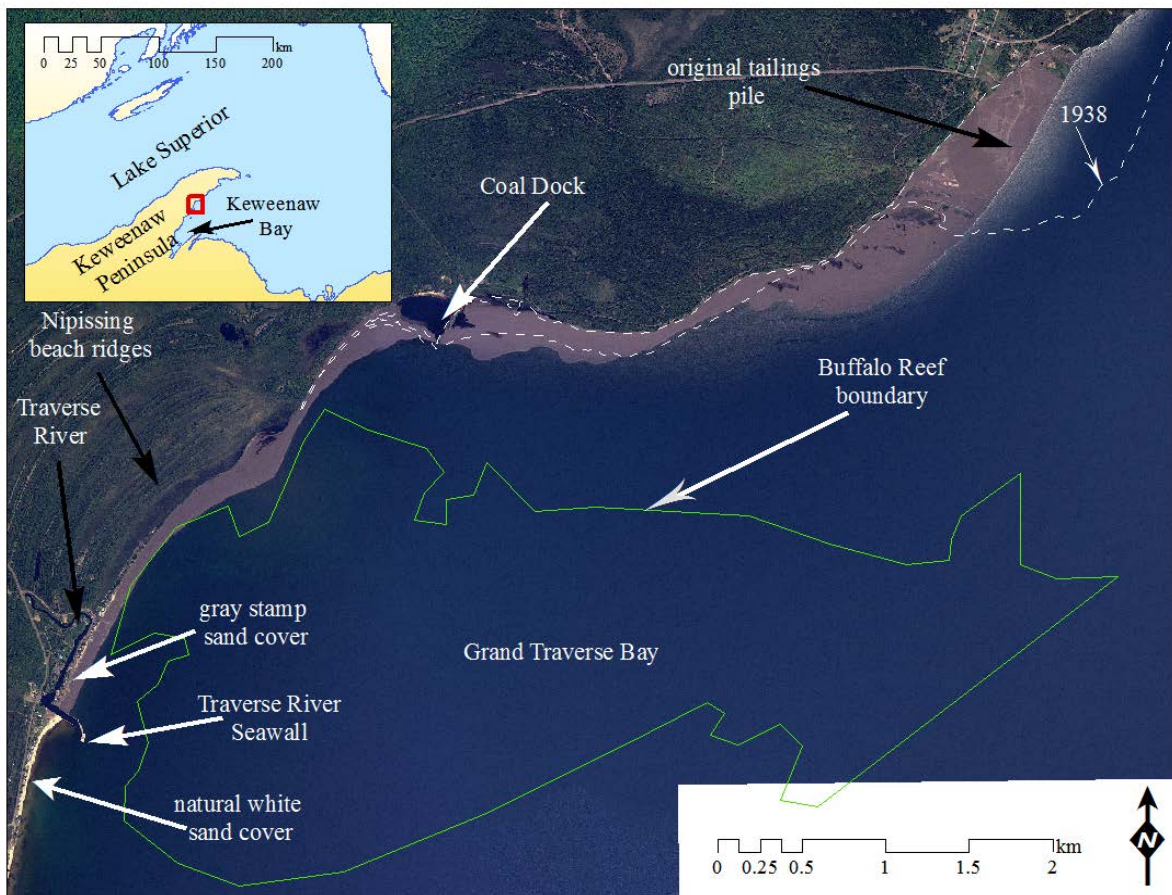 km
0 25 50 100 150 200
Lake Superior
Keweenaw
Peninsula
Keweenaw
Bay
original tailings
pile
1938
Coal Dock
Nipissing
beach ridges
Traverse
River
Buffalo Reef
boundary
gray stamp
sand cover
Grand Traverse Bay
Traverse River
Seawall
natural white
sand cover
km
0 0.25 0.5 1 1.5 2
N